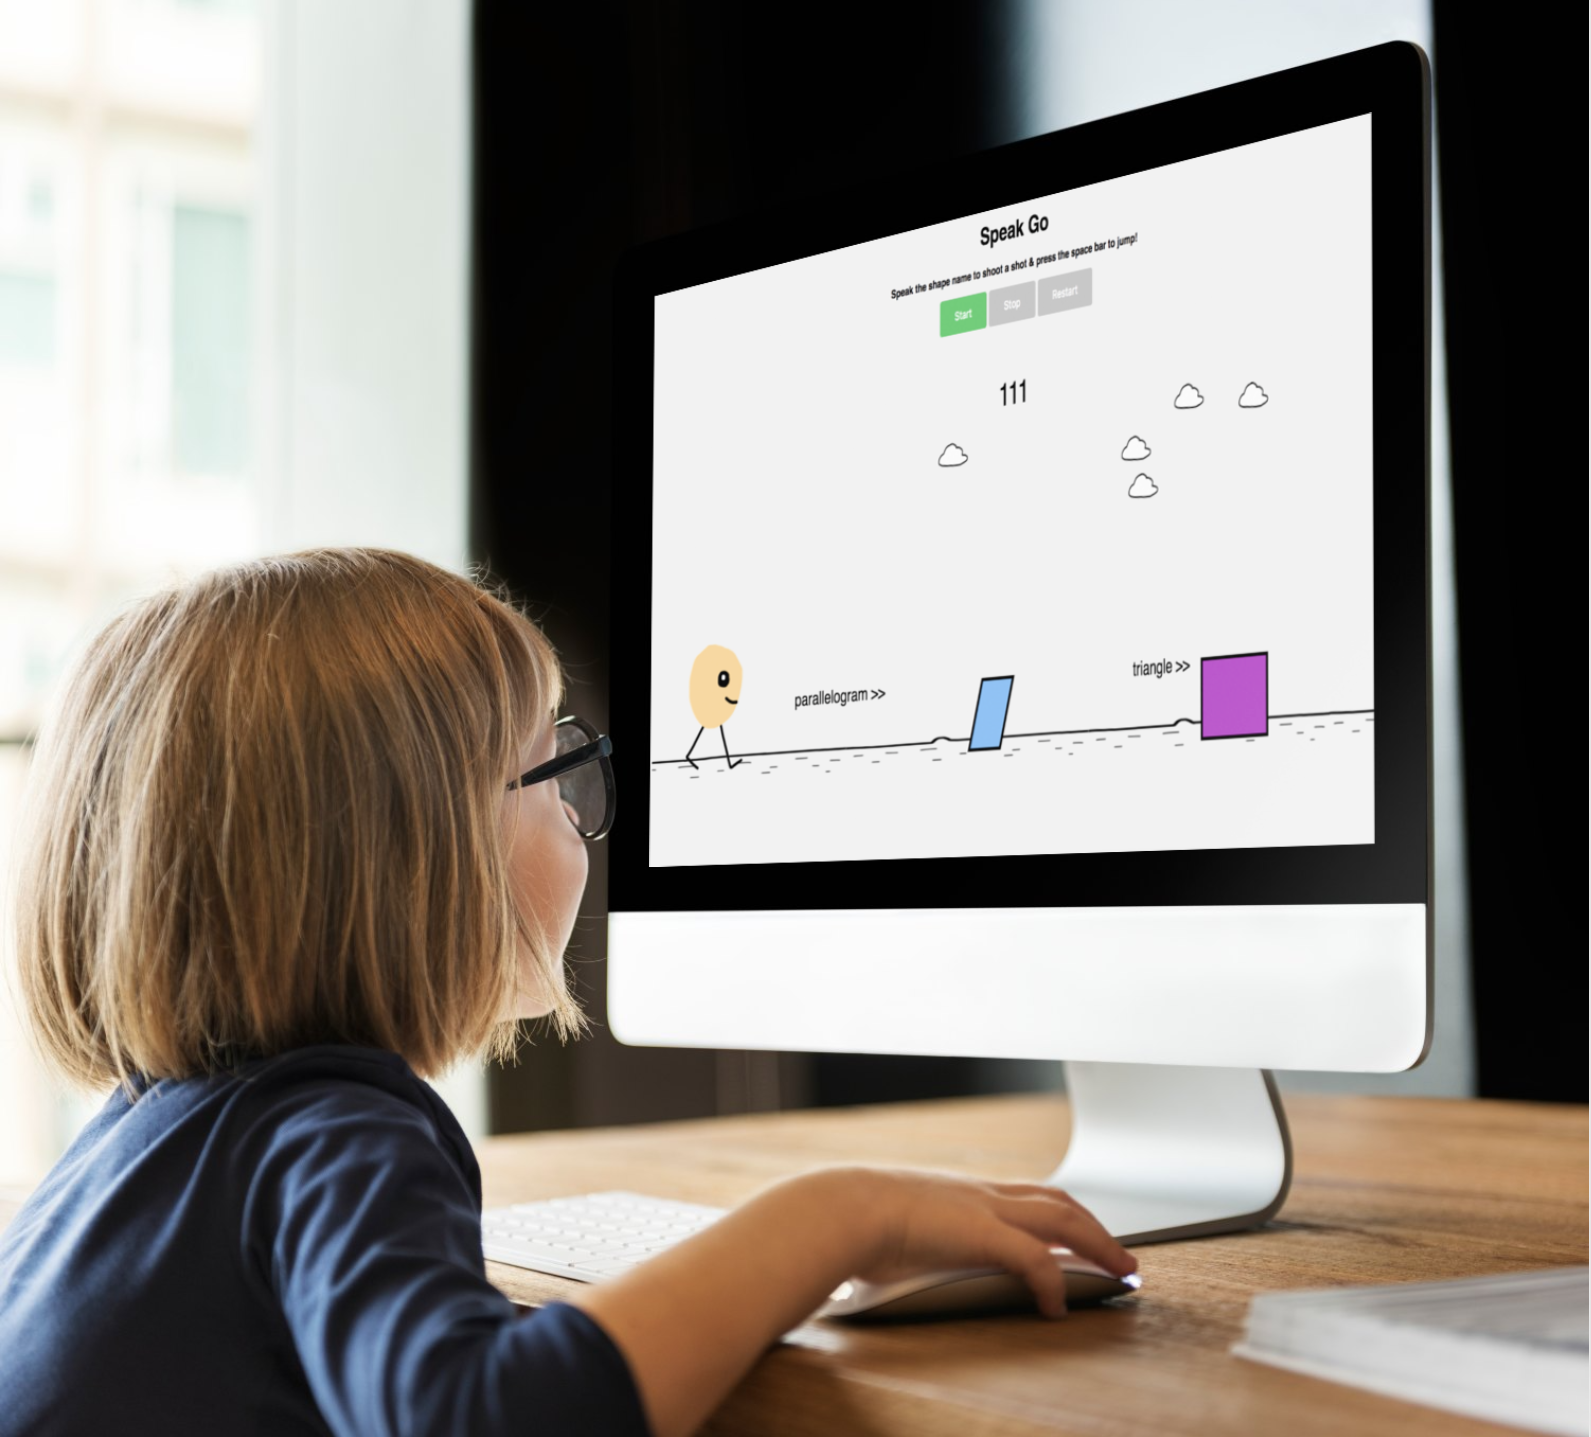 Speak Go
Speak the shape name to shoot a shot & press the space bar to jump!
Start Stop Restart
111
parallelogram >>
triangle >>